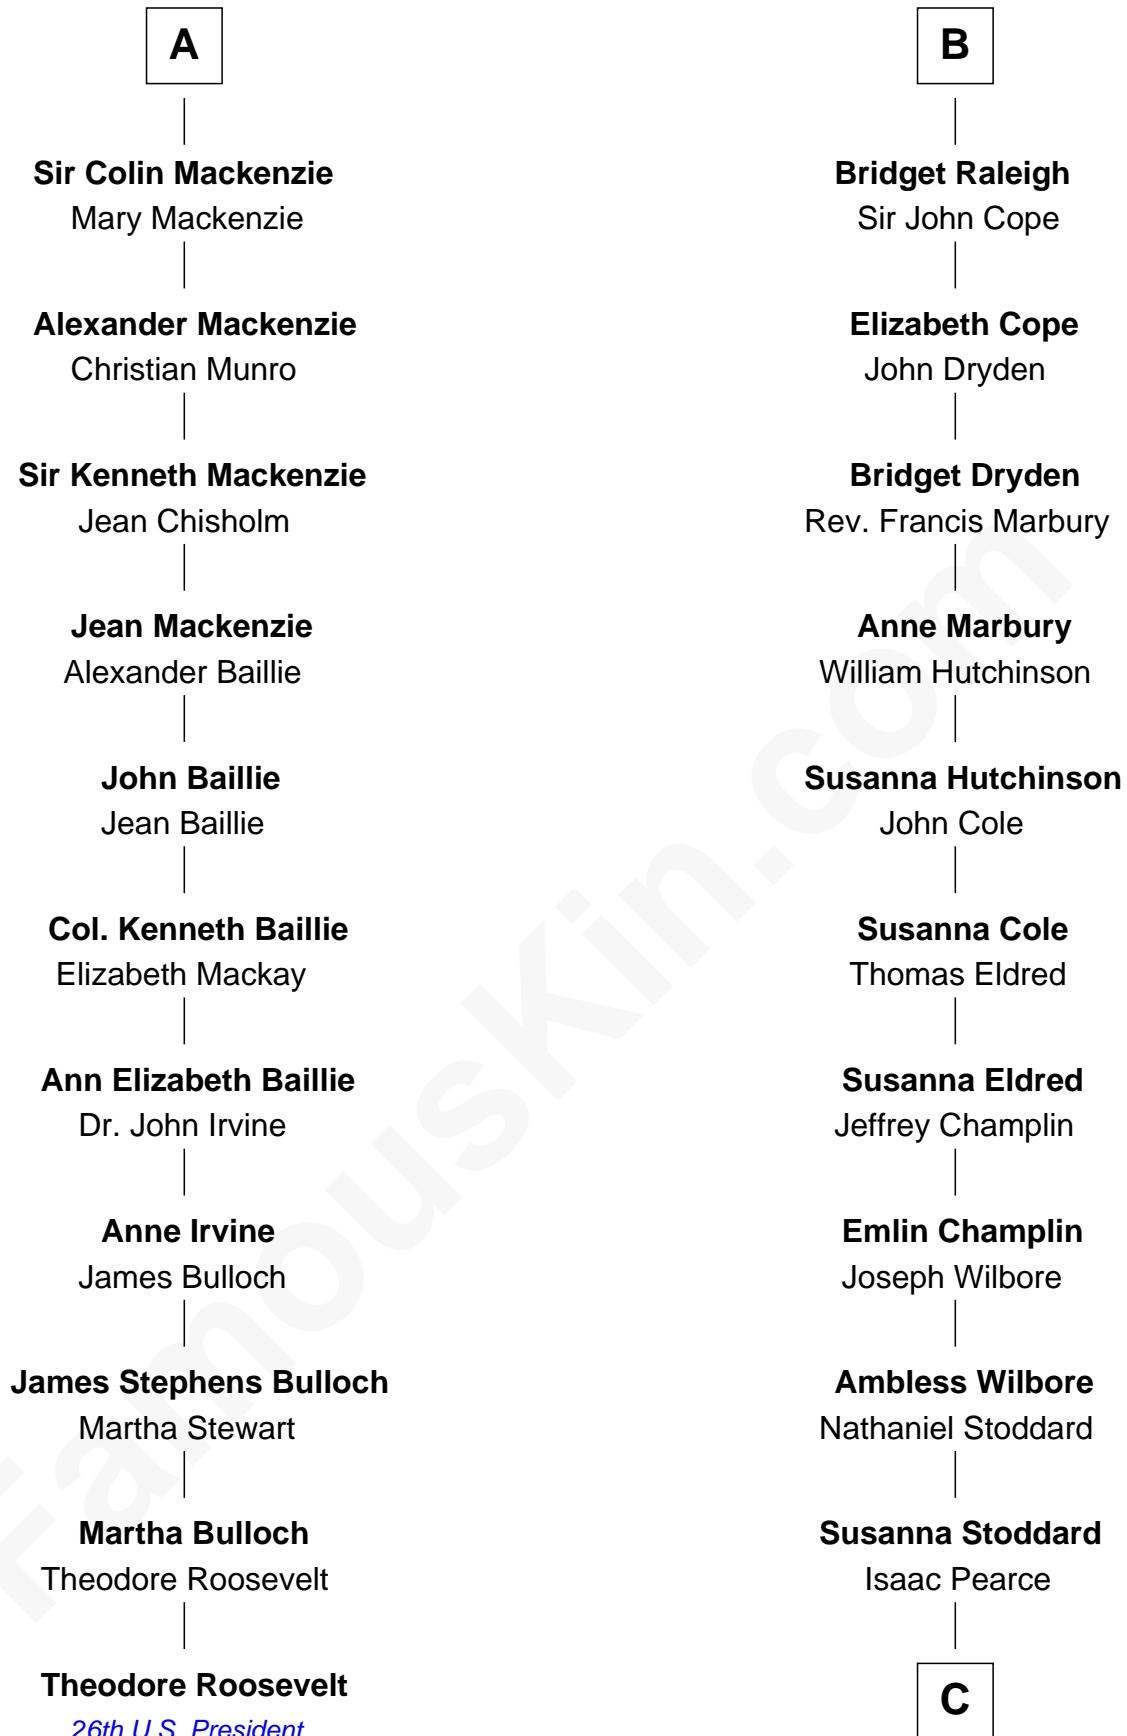 A
Sir Colin Mackenzie
Mary Mackenzie
Alexander Mackenzie
Christian Munro
Sir Kenneth Mackenzie
Jean Chisholm
Jean Mackenzie
Alexander Baillie
John Baillie
Jean Baillie
Col. Kenneth Baillie
Elizabeth Mackay
Ann Elizabeth Baillie
Dr. John Irvine
Anne Irvine
James Bulloch
James Stephens Bulloch
Martha Stewart
Martha Bulloch
Theodore Roosevelt
Theodore Roosevelt
26th U.S. President
B
Bridget Raleigh
Sir John Cope
Elizabeth Cope
John Dryden
Bridget Dryden
Rev. Francis Marbury
Anne Marbury
William Hutchinson
Susanna Hutchinson
John Cole
Susanna Cole
Thomas Eldred
Susanna Eldred
Jeffrey Champlin
Emlin Champlin
Joseph Wilbore
Ambless Wilbore
Nathaniel Stoddard
Susanna Stoddard
Isaac Pearce
C
FamousKin.com